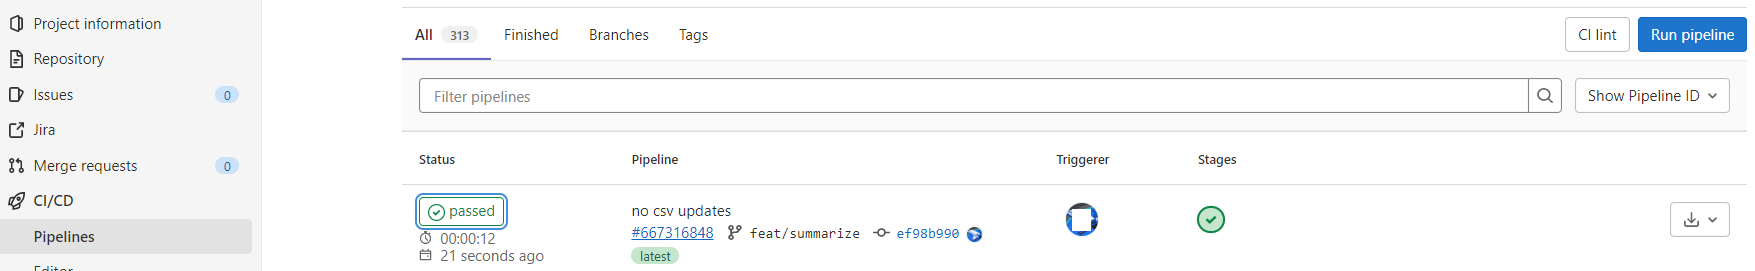 Project information
Repository
Issues 0
Jira
Merge requests 0
CI/CD
Pipelines
Editor
All 313 Finished Branches Tags CI lint Run pipeline
Filter pipelines Show Pipeline ID
Status Pipeline Triggerer Stages
passed
00:00:12
21 seconds ago
no csv updates
#667316848 feat/summarize ef98b990
latest